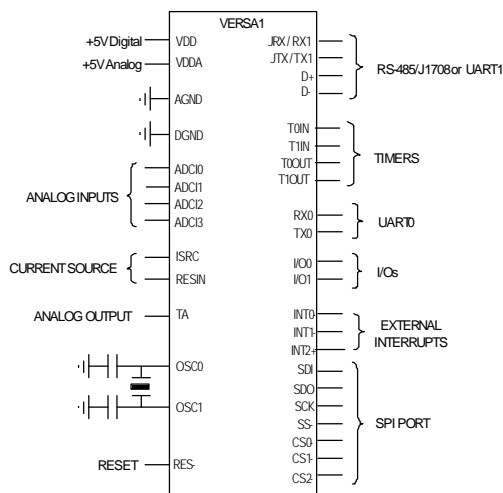 VERSA1
+5V Digital
VDD
+5V Analog
VDDA
AGND
DGND
ADCI0
ADCI1
ADCI2
ADCI3
ANALOG INPUTS
ISRC
RESIN
CURRENT SOURCE
ANALOG OUTPUT
TA
OSC0
OSC1
RESET
RES-
JRX / RX1
JTX/ TX1
D+
D-
RS-485/J1708 or UART1
T0IN
T1IN
T0OUT
T1OUT
TIMERS
RX0
TX0
UART0
I/O0
I/O1
I/Os
INT0-
INT1-
INT2+
EXTERNAL
INTERRUPTS
SDI
SDO
SCK
SS-
CS0-
CS1-
CS2-
SPI PORT